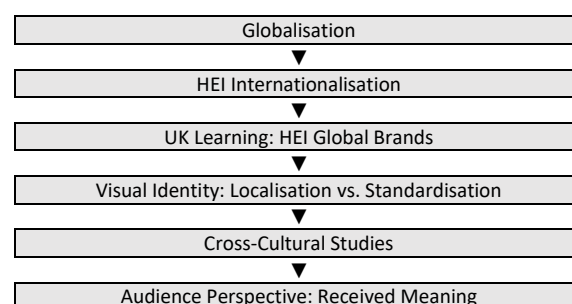 Globalisation
HEI Internationalisation
UK Learning: HEI Global Brands
Visual Identity: Localisation vs. Standardisation
Cross-Cultural Studies
Audience Perspective: Received Meaning